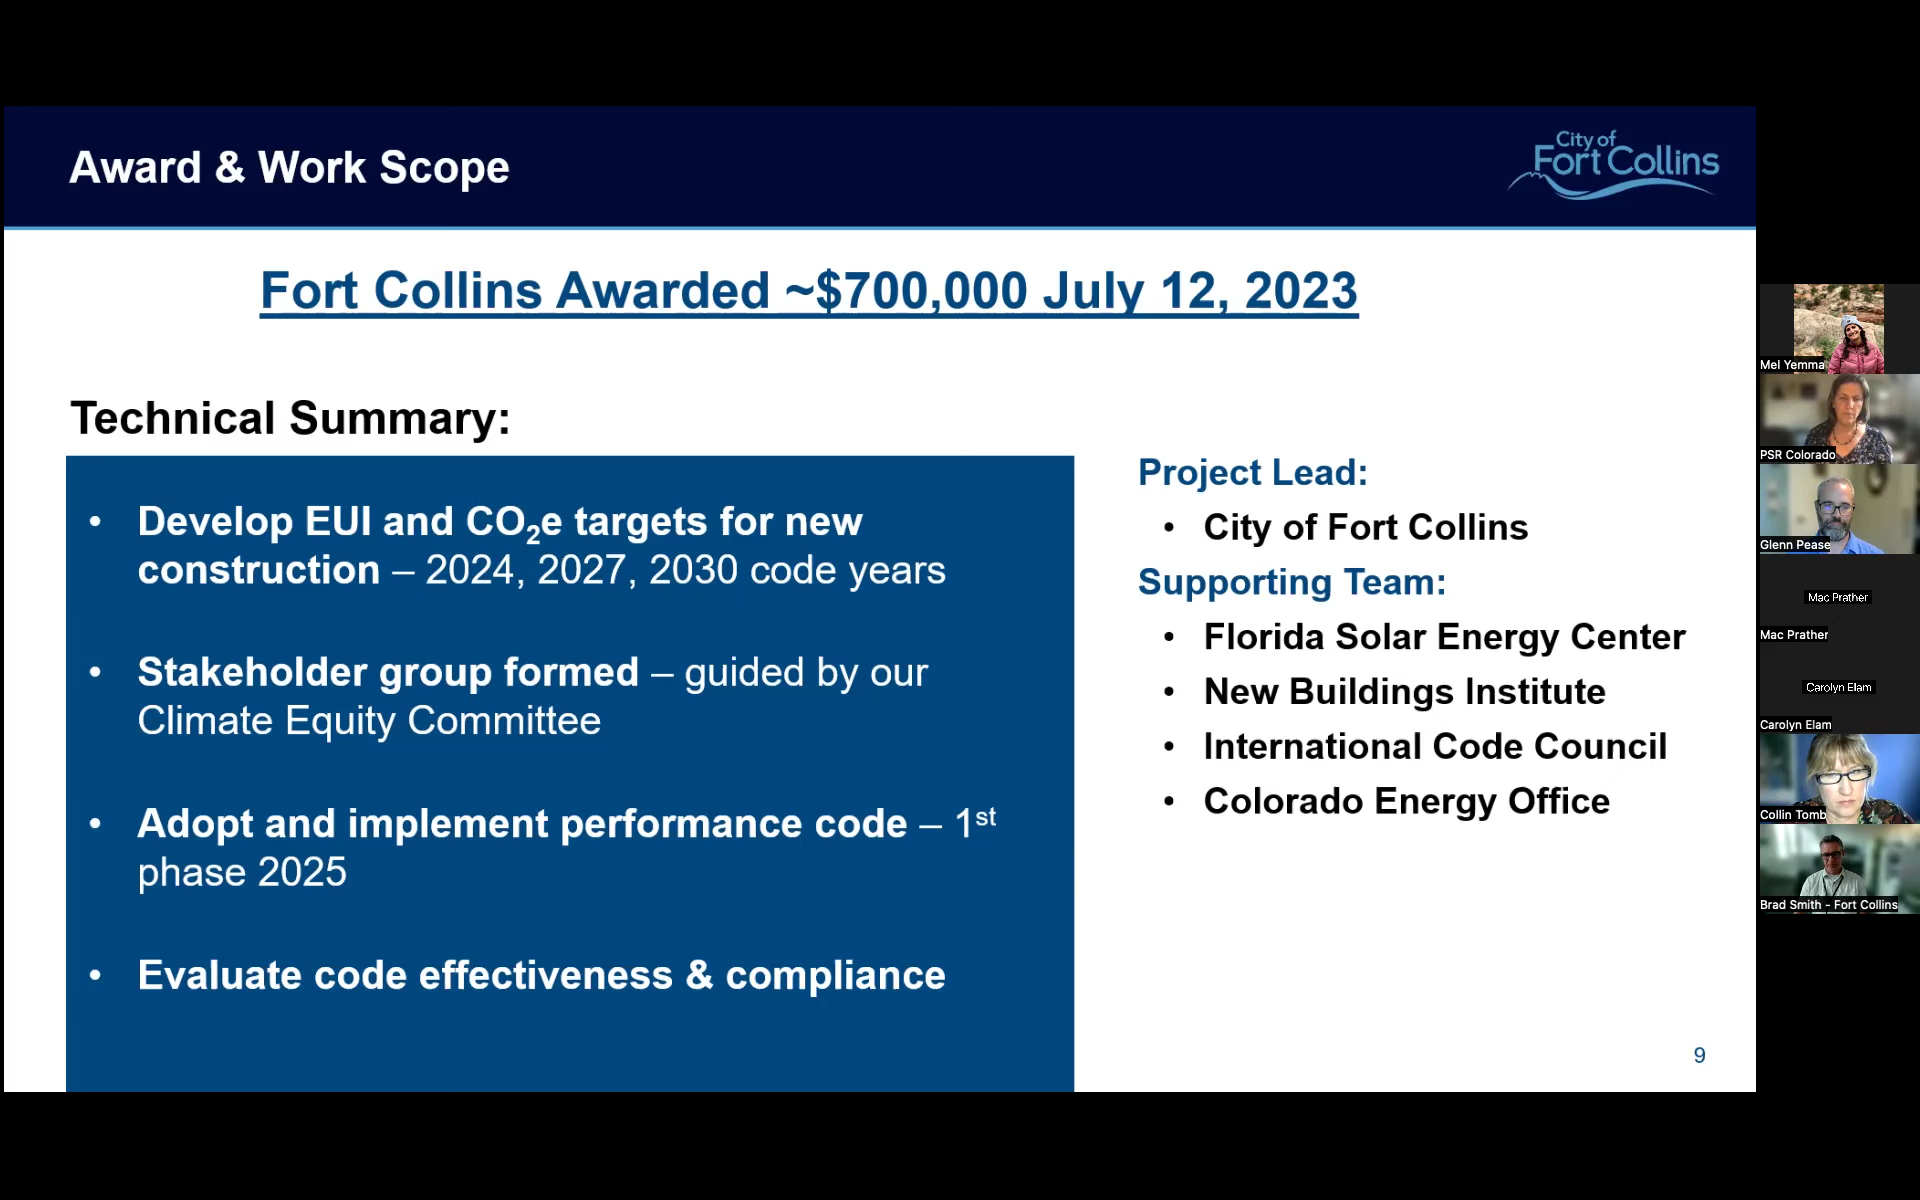 Award & Work Scope
City of
Fort Collins
Fort Collins Awarded ~$700,000 July 12, 2023
Technical Summary:
• Develop EUI and CO₂e targets for new
construction – 2024, 2027, 2030 code years
• Stakeholder group formed – guided by our
Climate Equity Committee
• Adopt and implement performance code – 1st
phase 2025
• Evaluate code effectiveness & compliance
Project Lead:
• City of Fort Collins
Supporting Team:
• Florida Solar Energy Center
• New Buildings Institute
• International Code Council
• Colorado Energy Office
9
Mel Yemma
PSR Colorado
Glenn Pease
Mac Prather
Mac Prather
Carolyn Elam
Carolyn Elam
Collin Tomb
Brad Smith - Fort Collins